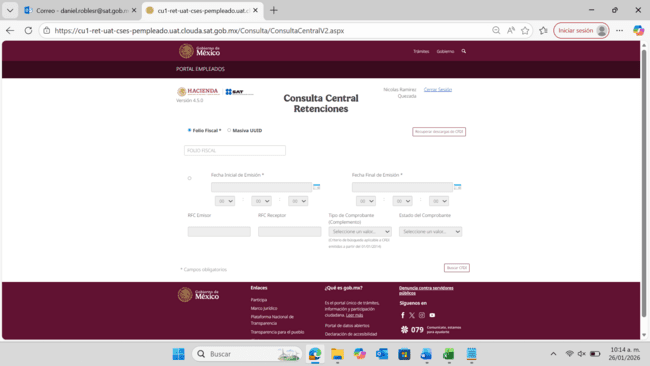 Correo – daniel.roblesr@sat.gob.m
cu1-ret-uat-cses-pempleado.uat.c
https://cu1-ret-uat-cses-pempleado.uat.clouda.sat.gob.mx/Consulta/ConsultaCentralV2.aspx
Iniciar sesión
Gobierno de
México
Trámites
Gobierno
PORTAL EMPLEADOS
HACIENDA
SAT
Versión 4.5.0
Consulta Central
Retenciones
Nicolas Ramirez
Quezada
Cerrar Sesión
Folio Fiscal *
Masiva UUID
Recuperar descargas de CFDI
FOLIO FISCAL
Fecha Inicial de Emisión *
Fecha Final de Emisión *
00 : 00 : 00
00 : 00 : 00
RFC Emisor
RFC Receptor
Tipo de Comprobante
(Complemento)
Estado del Comprobante
Seleccione un valor...
Seleccione un valor...
* Campos obligatorios
Buscar CFDI
Gobierno de
México
Enlaces
Participa
Marco Jurídico
Plataforma Nacional de
Transparencia
Transparencia para el pueblo
¿Qué es gob.mx?
Es el portal único de trámites,
información y participación
ciudadana. Leer más
Portal de datos abiertos
Declaración de accesibilidad
Denuncia contra servidores
públicos
Síguenos en
079
Comunícate, estamos
para ayudarte
Buscar
10:14 a. m.
26/01/2026